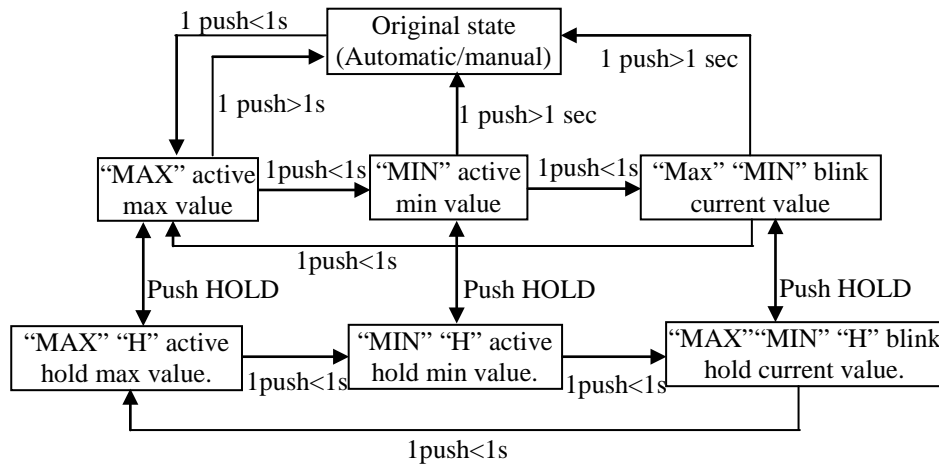 1 push<1s
Original state
(Automatic/manual)
1 push>1 sec
1 push>1s
1 push>1 sec
“MAX” active
max value
1push<1s
“MIN” active
min value
1push<1s
“Max” “MIN” blink
current value
1push<1s
Push HOLD
Push HOLD
Push HOLD
“MAX” “H” active
hold max value.
1push<1s
“MIN” “H” active
hold min value.
1push<1s
“MAX”“MIN” “H” blink
hold current value.
1push<1s